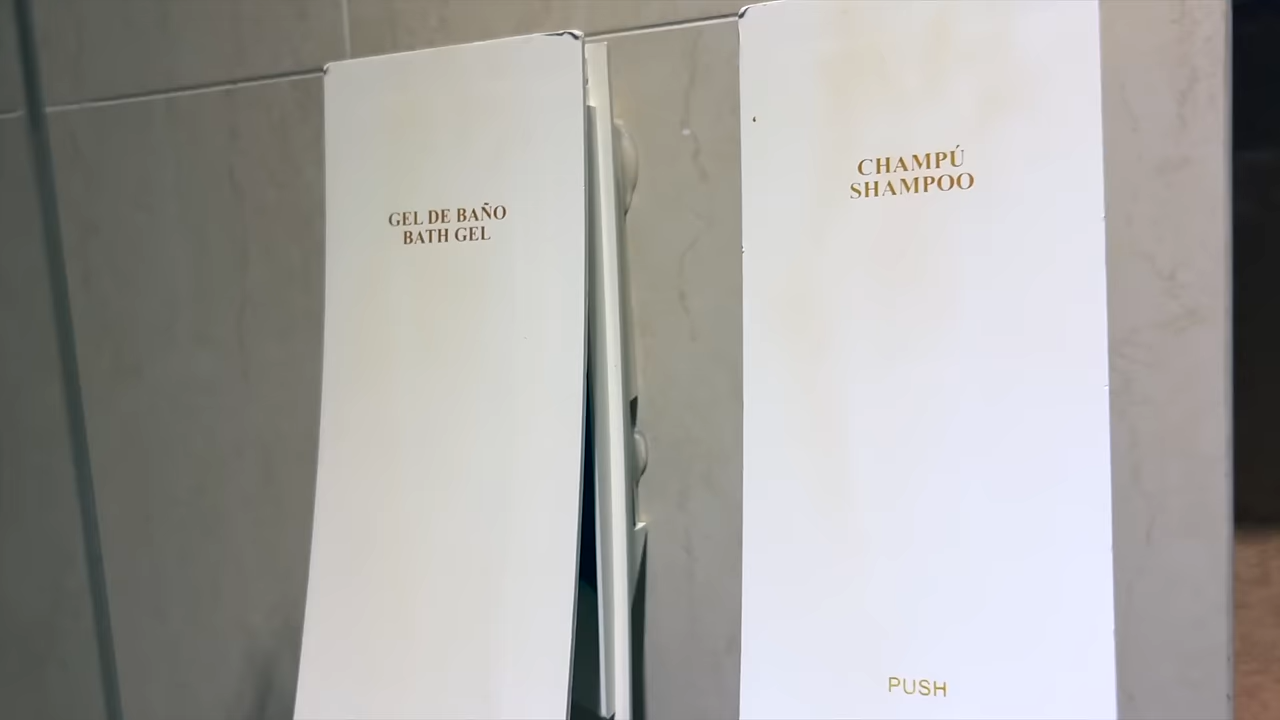 GEL DE BAÑO
BATH GEL
CHAMPÚ
SHAMPOO
PUSH